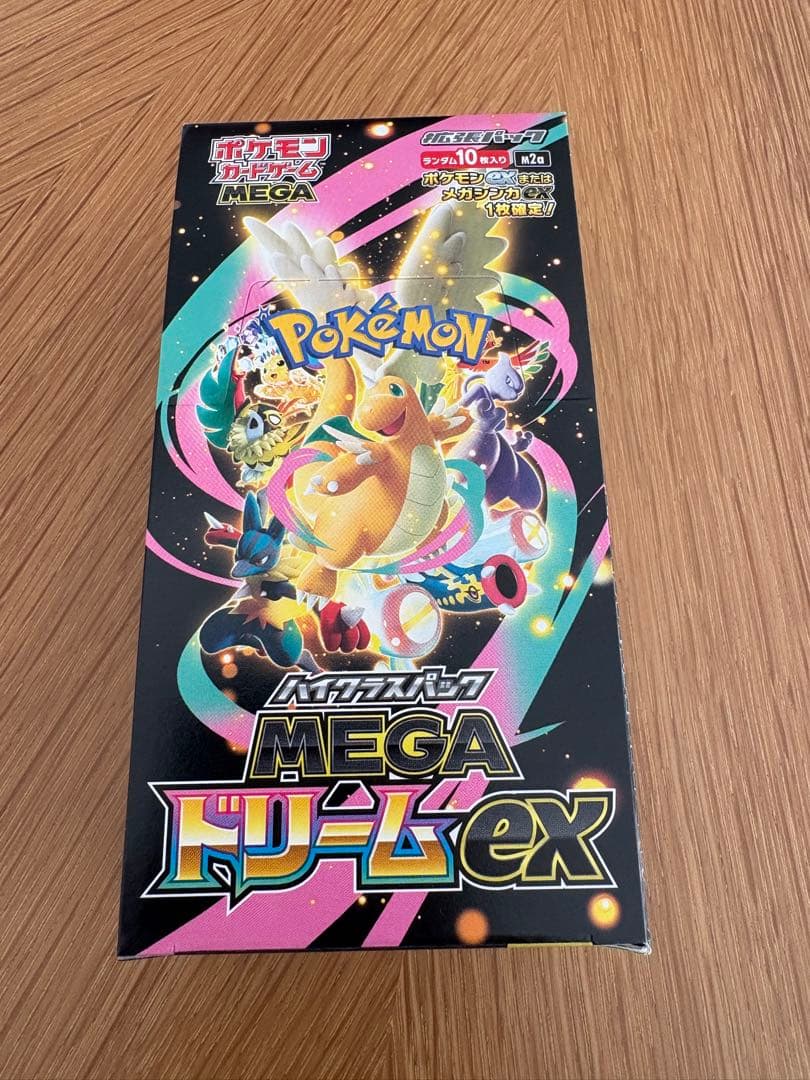 ポケモン
カードゲーム
MEGA
拡張パック
ランダム10枚入り M2a
ポケモンexまたは
メガシンカex
1枚確定!
POKéMON
ハイクラスパック
MEGA
ドリームex